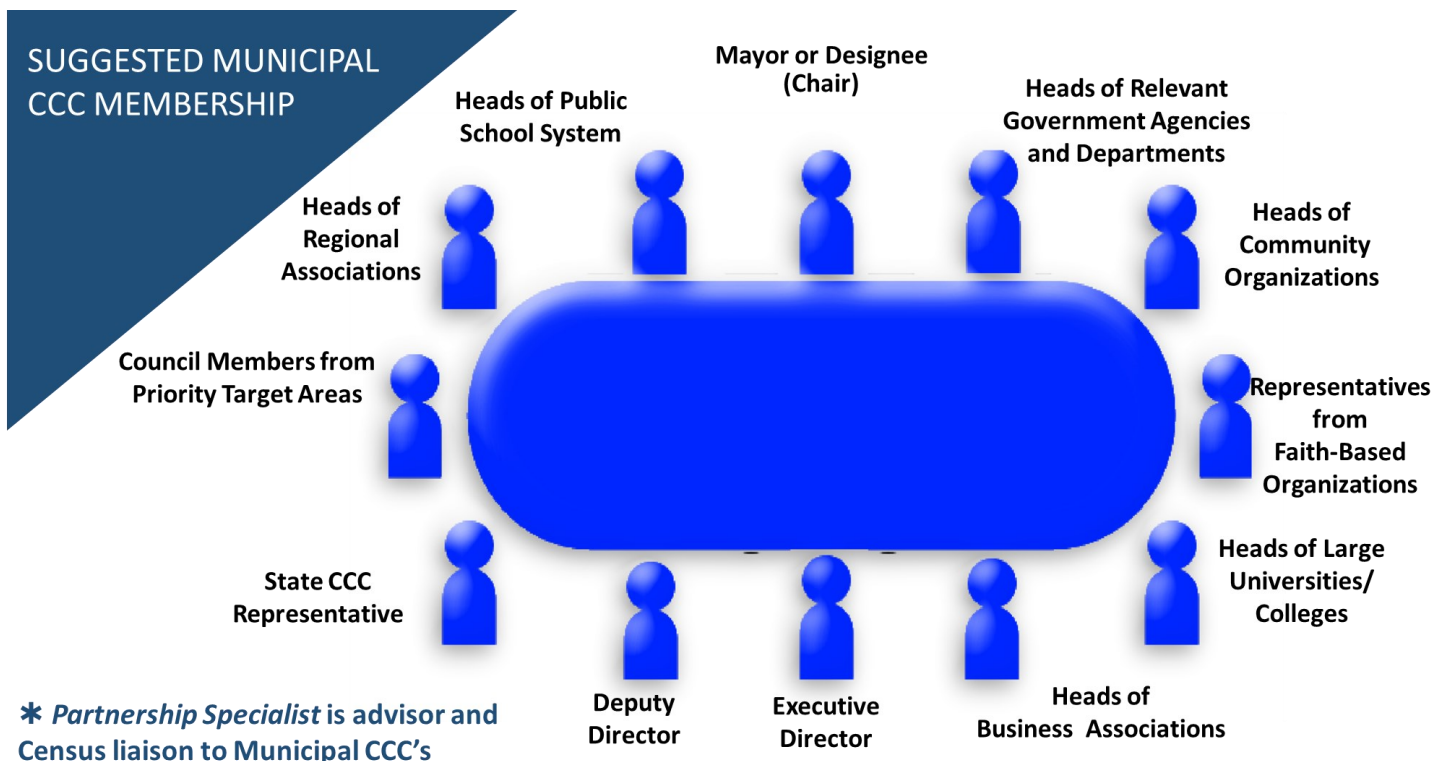 SUGGESTED MUNICIPAL
CCC MEMBERSHIP
Mayor or Designee
(Chair)
Heads of Public
School System
Heads of Relevant
Government Agencies
and Departments
Heads of
Regional
Associations
Heads of
Community
Organizations
Council Members from
Priority Target Areas
Representatives
from
Faith-Based
Organizations
State CCC
Representative
Heads of Large
Universities/
Colleges
Deputy
Director
Executive
Director
Heads of
Business Associations
* Partnership Specialist is advisor and
Census liaison to Municipal CCC's